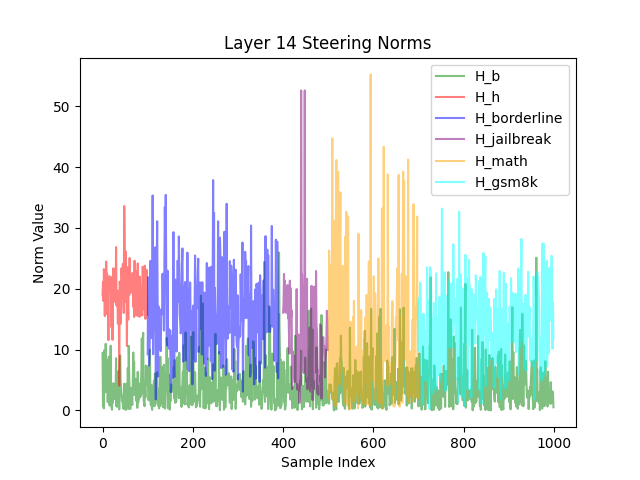 Layer 14 Steering Norms
Norm Value
50
40
30
20
10
0
0
200
400
600
800
1000
Sample Index
H_b
H_h
H_borderline
H_jailbreak
H_math
H_gsm8k